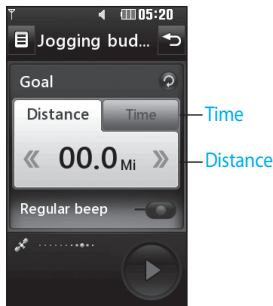 05:20
Jogging bud...
Goal
Distance Time
00.0 Mi
Regular beep
Time
Distance